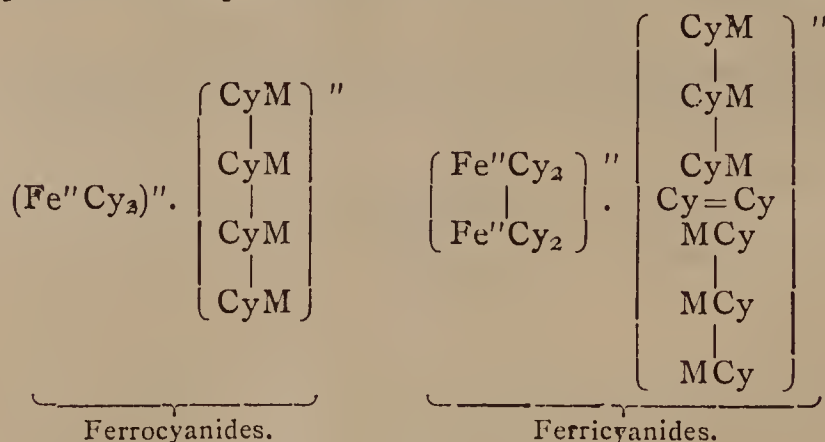 CyM
CyM
CyM
Cy=Cy
MCy
MCy
MCy
"
(Fe"Cy₂)".
CyM
CyM
CyM
CyM
"
Fe"Cy₂
Fe"Cy₂
".
Ferrocyanides.
Ferricyanides.